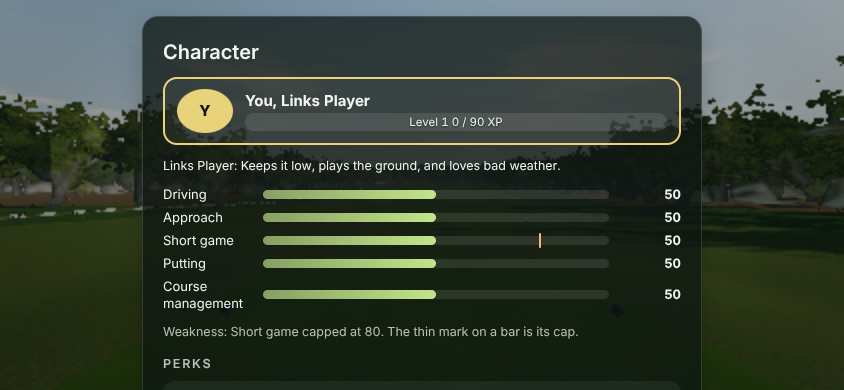 Character
Y
You, Links Player
Level 1 0 / 90 XP
Links Player: Keeps it low, plays the ground, and loves bad weather.
Driving 50
Approach 50
Short game 50
Putting 50
Course
management 50
Weakness: Short game capped at 80. The thin mark on a bar is its cap.
PERKS